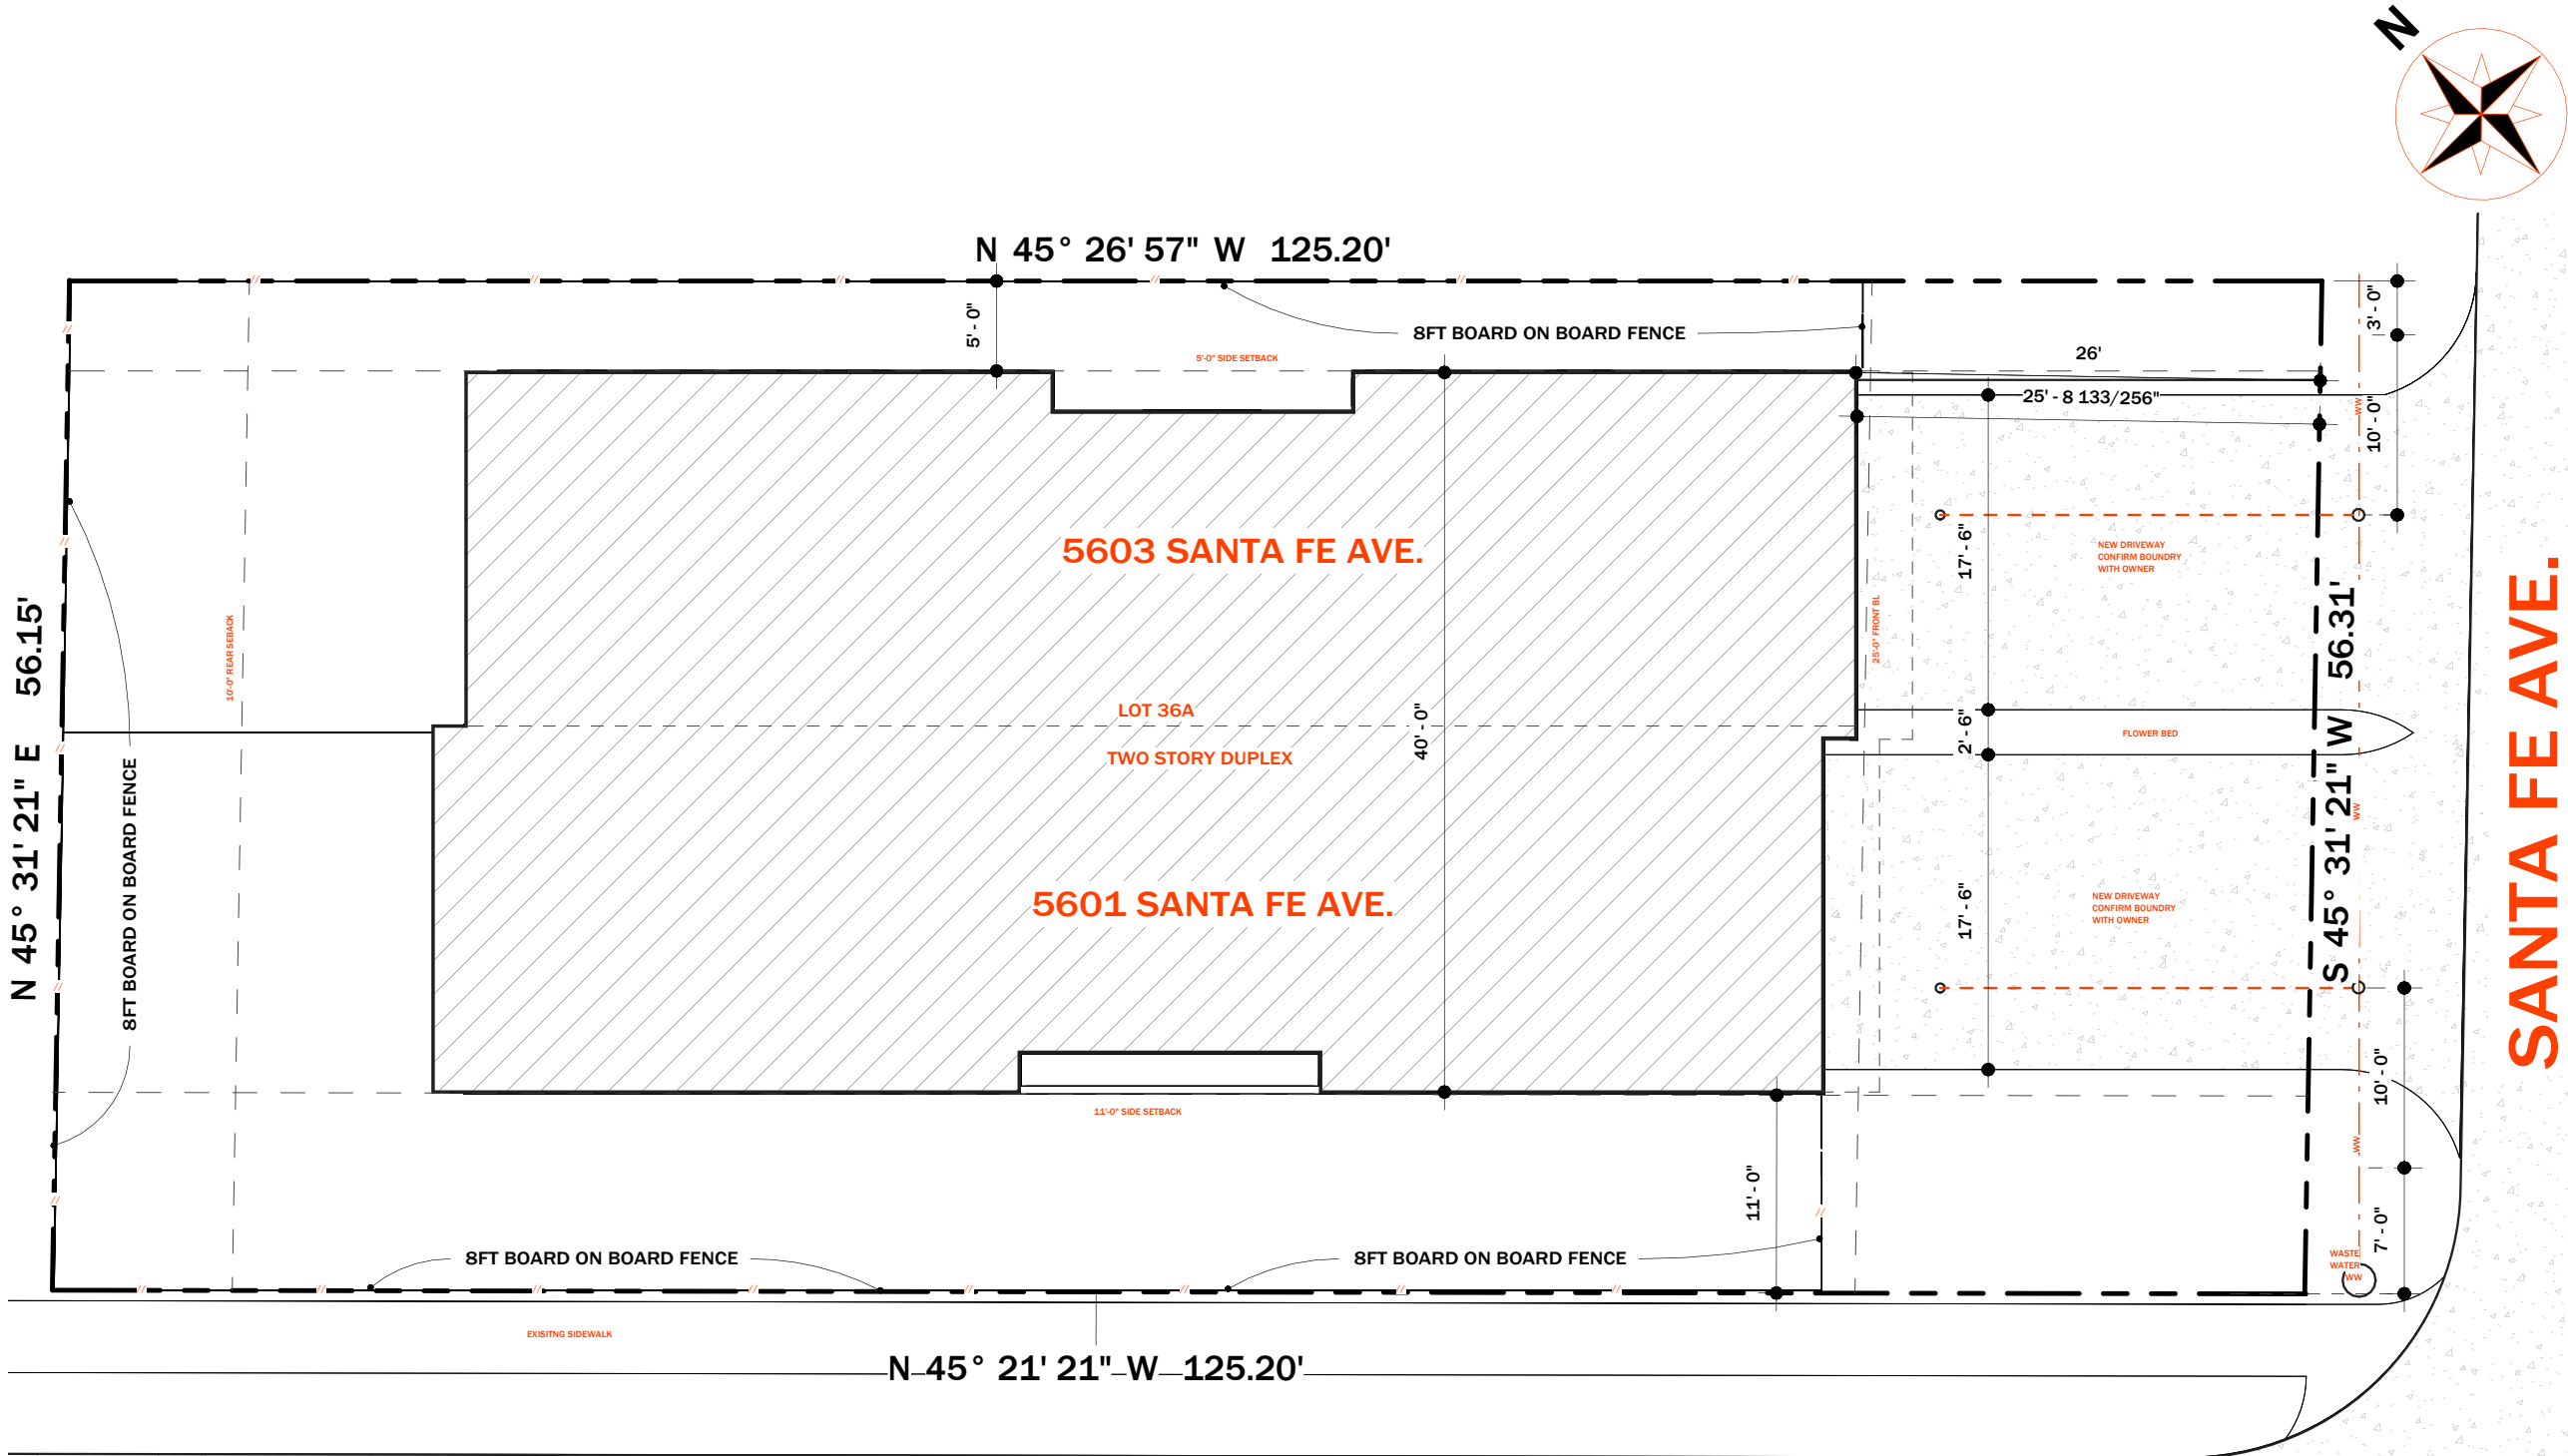 N
N 45° 26' 57" W 125.20'
5' - 0"
8FT BOARD ON BOARD FENCE
3' - 0"
5'-0" SIDE SETBACK
26'
25' - 8 133/256"
WW
10' - 0"
5603 SANTA FE AVE.
17' - 6"
NEW DRIVEWAY
CONFIRM BOUNDRY
WITH OWNER
N 45° 31' 21" E 56.15'
10'-0" REAR SEBACK
25'-0" FRONT BL
S 45° 31' 21" W 56.31'
SANTA FE AVE.
LOT 36A
40' - 0"
2' - 6"
FLOWER BED
TWO STORY DUPLEX
8FT BOARD ON BOARD FENCE
WW
5601 SANTA FE AVE.
17' - 6"
NEW DRIVEWAY
CONFIRM BOUNDRY
WITH OWNER
10' - 0"
11'-0" SIDE SETBACK
WW
11' - 0"
7' - 0"
8FT BOARD ON BOARD FENCE
8FT BOARD ON BOARD FENCE
WASTE
WATER
WW
EXISITNG SIDEWALK
N 45° 21' 21" W 125.20'